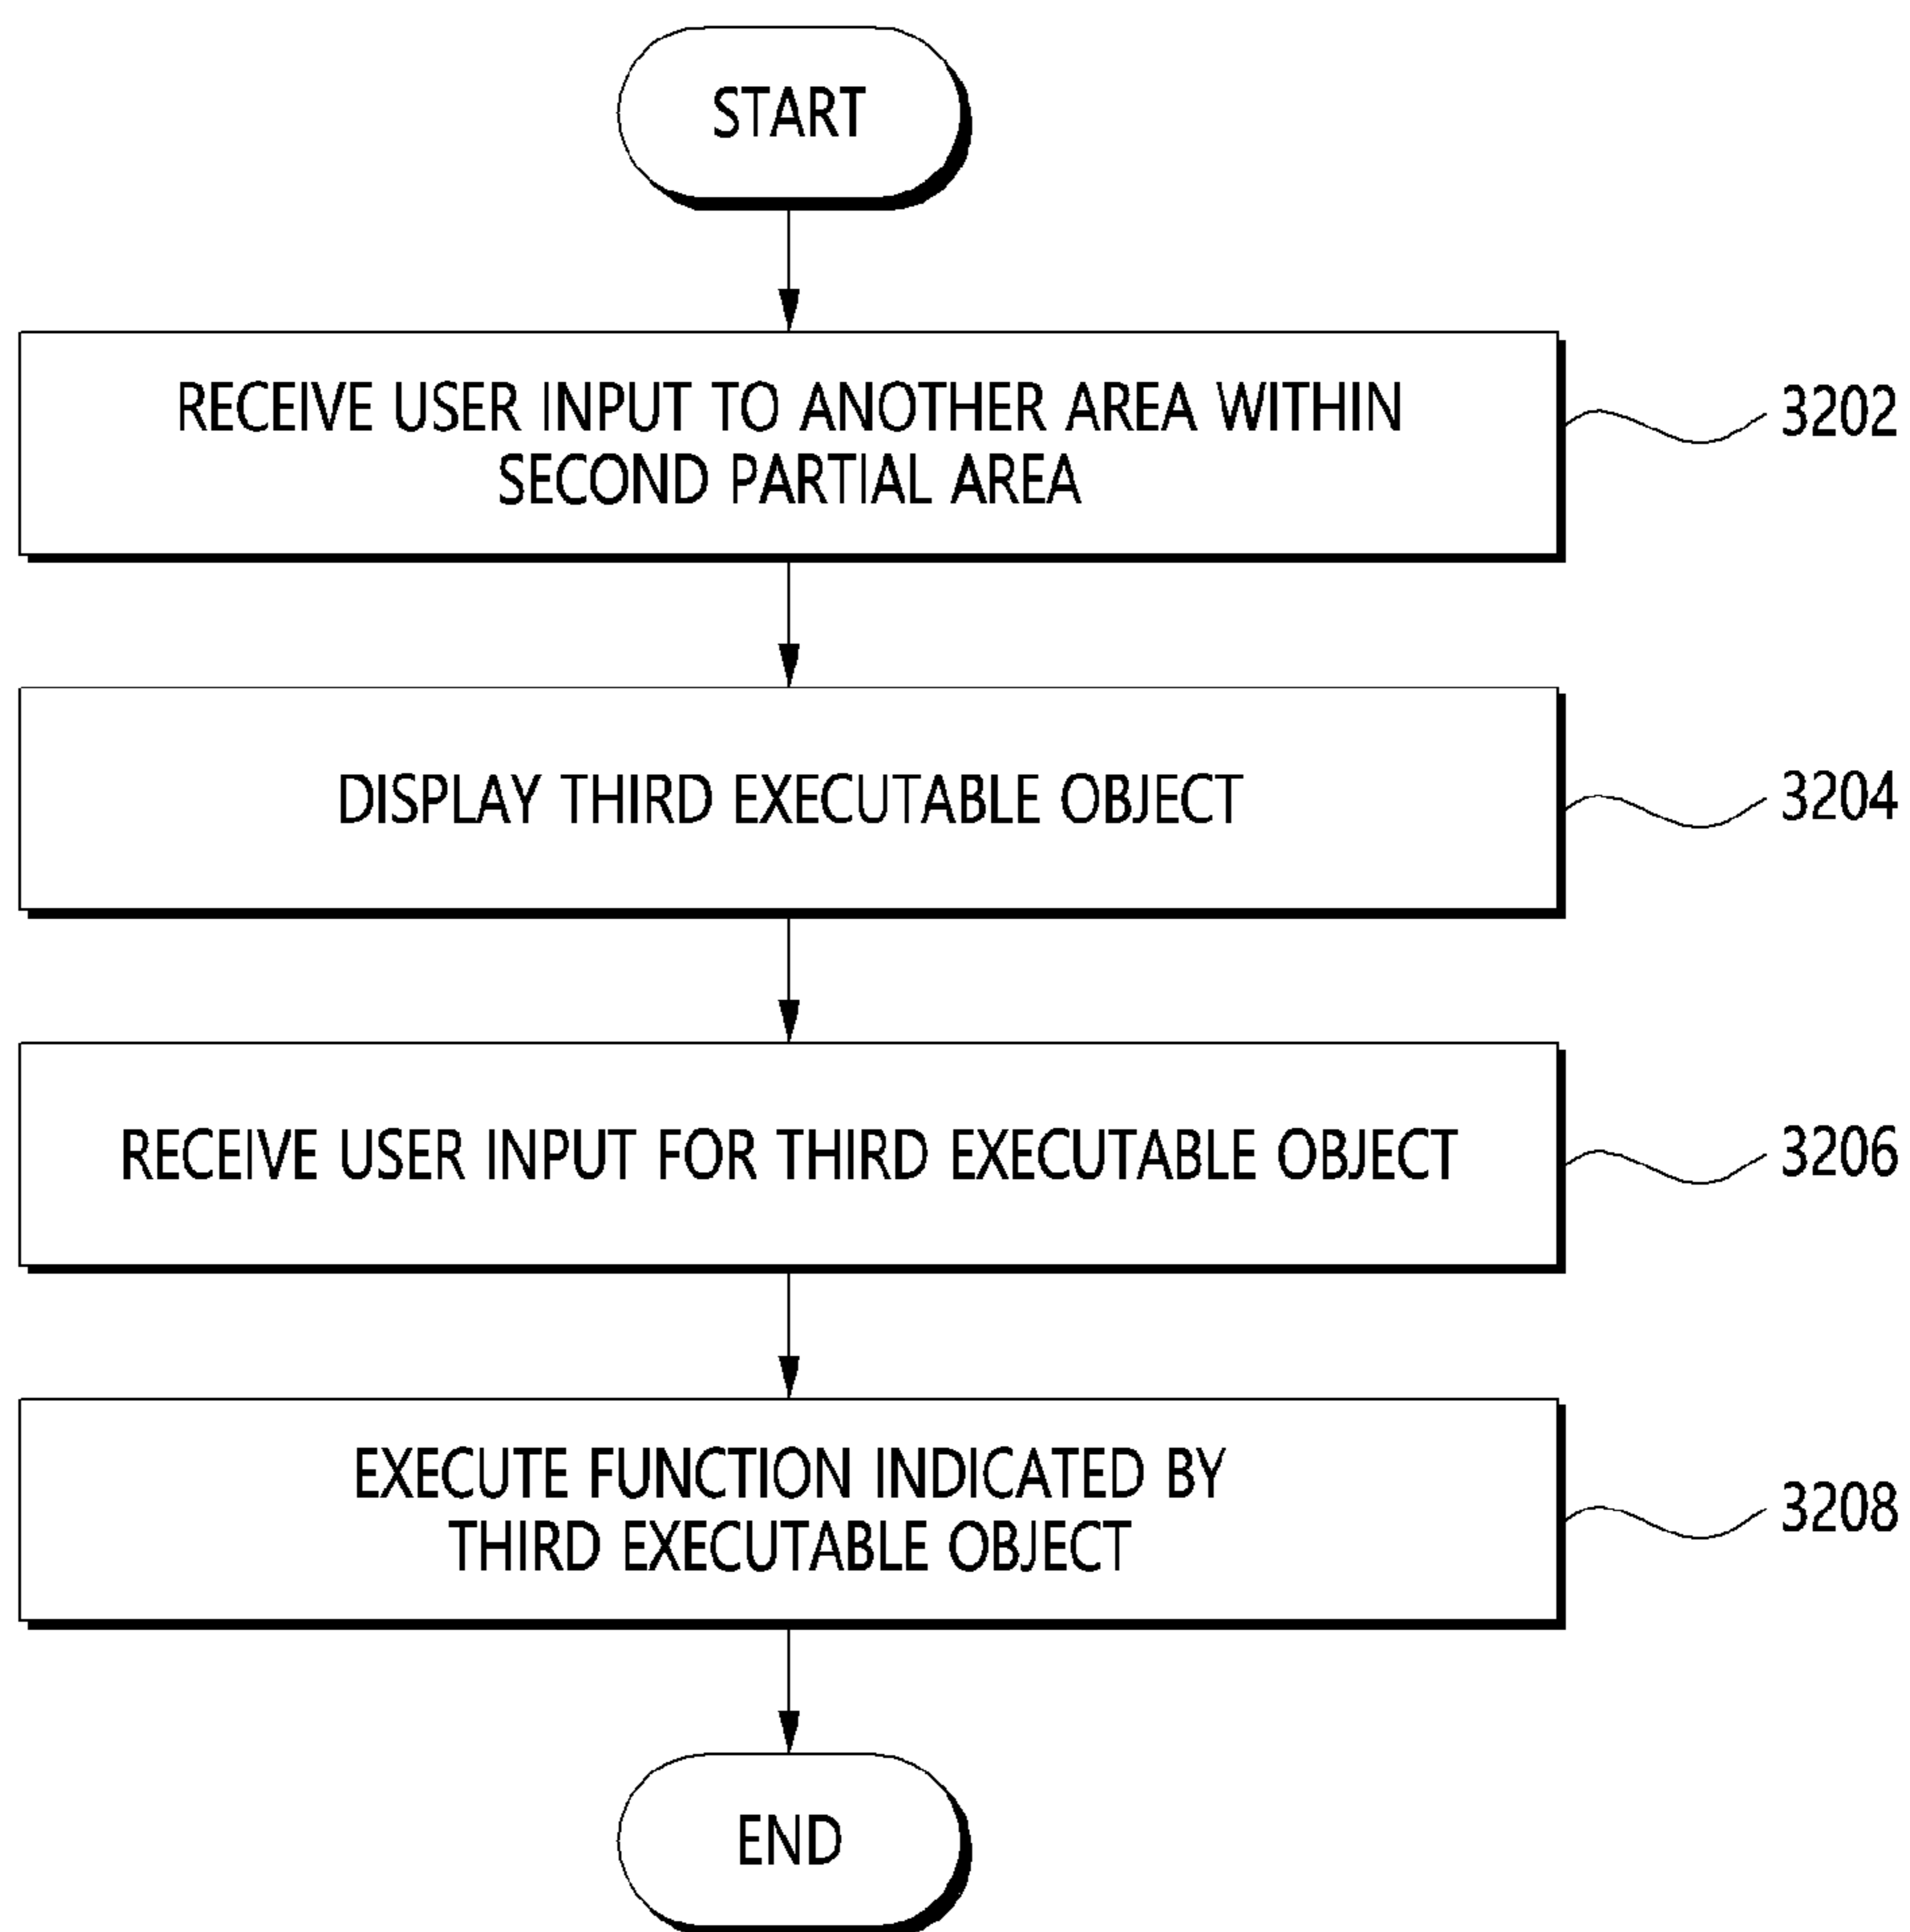 START
RECEIVE USER INPUT TO ANOTHER AREA WITHIN
SECOND PARTIAL AREA
3202
DISPLAY THIRD EXECUTABLE OBJECT
3204
RECEIVE USER INPUT FOR THIRD EXECUTABLE OBJECT
3206
EXECUTE FUNCTION INDICATED BY
THIRD EXECUTABLE OBJECT
3208
END